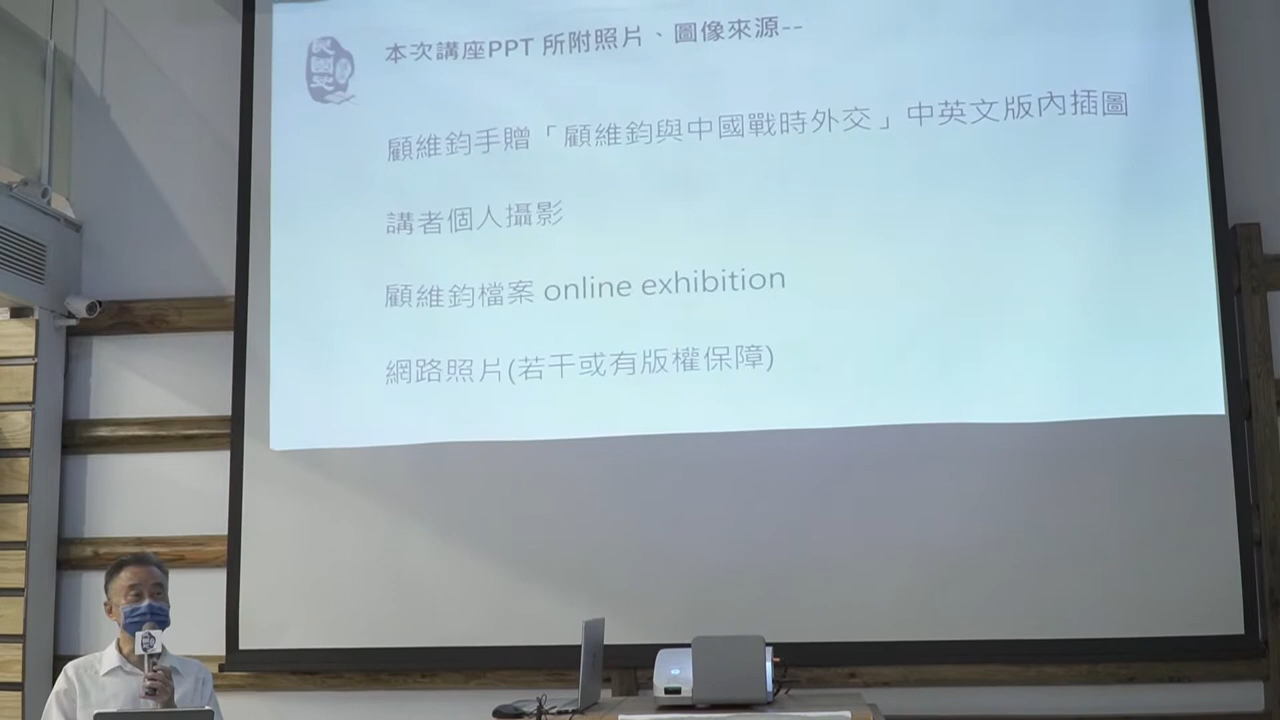 本次講座PPT 所附照片、圖像來源--
顧維鈞手贈「顧維鈞與中國戰時外交」中英文版內插圖
講者個人攝影
顧維鈞檔案 online exhibition
網路照片(若干或有版權保障)